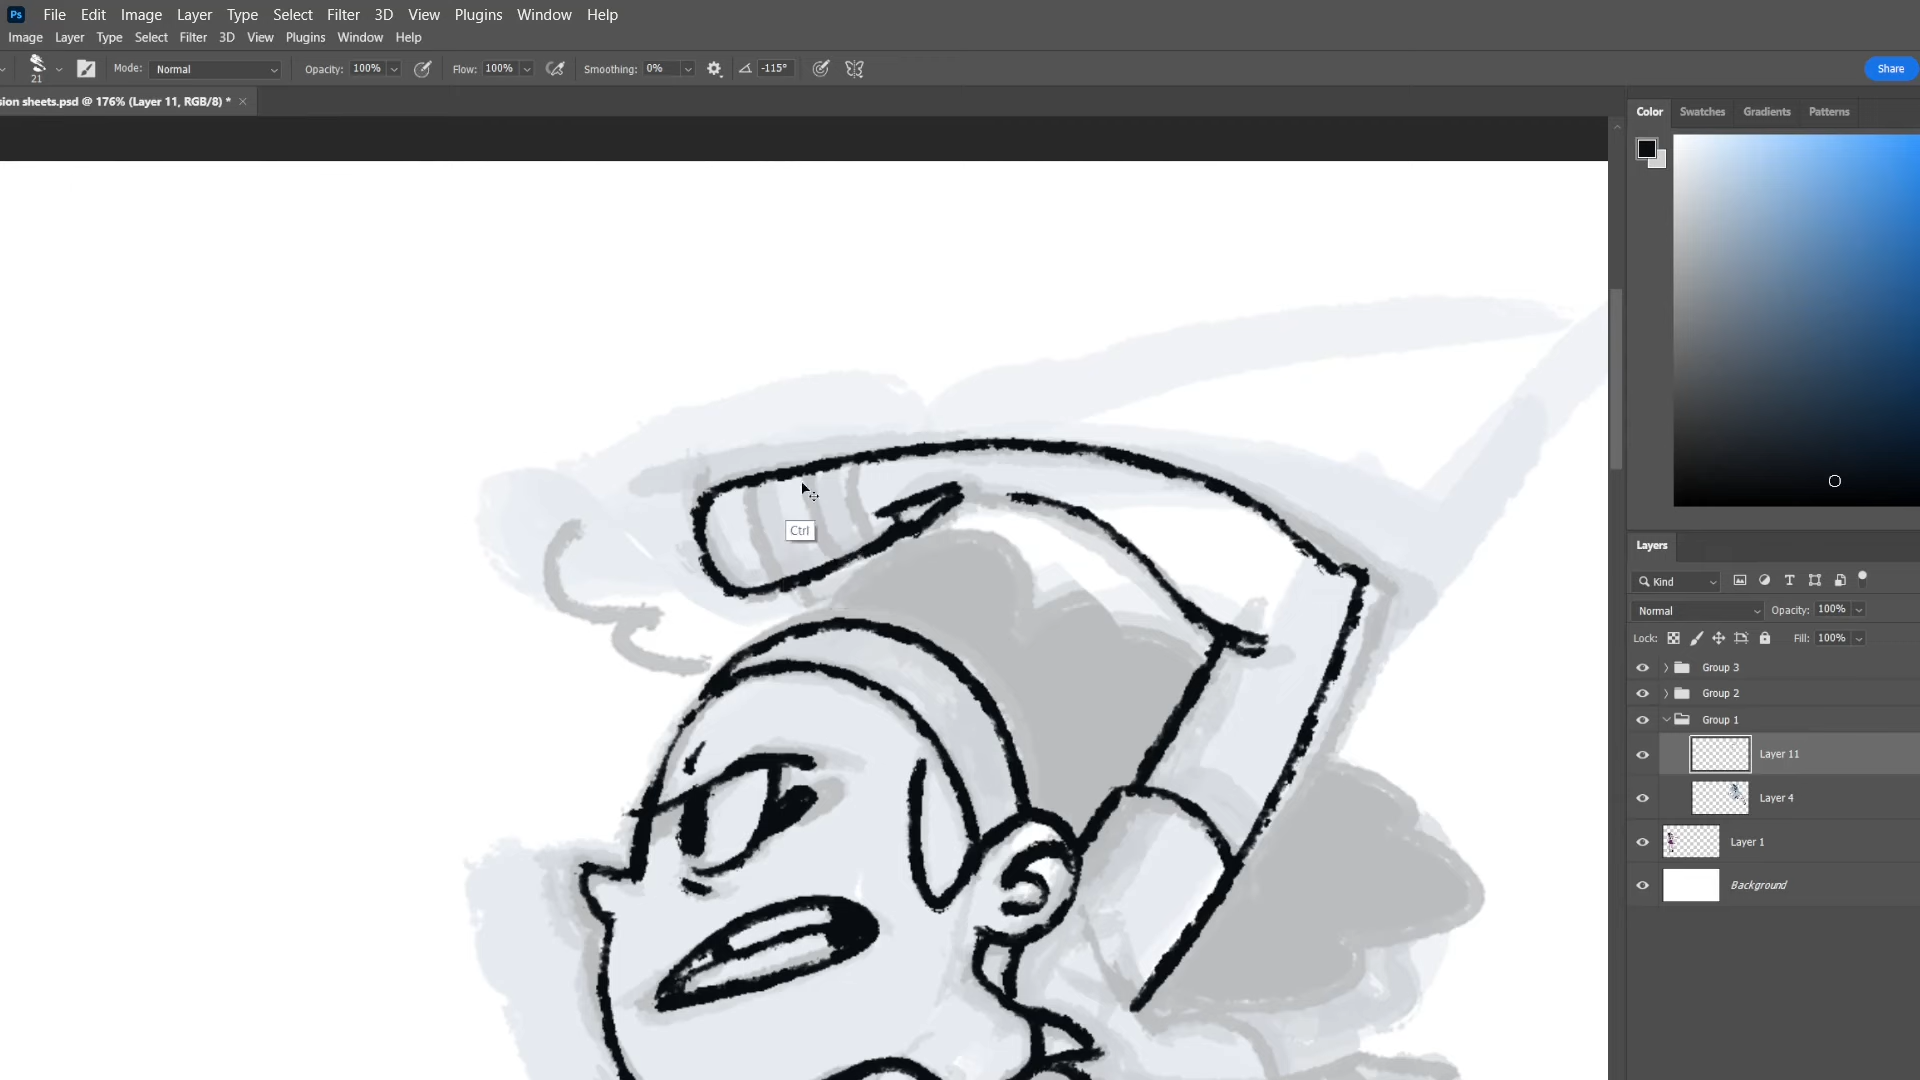 Ps File Edit Image Layer Type Select Filter 3D View Plugins Window Help
Image Layer Type Select Filter 3D View Plugins Window Help
21 Mode: Normal Opacity: 100% Flow: 100% Smoothing: 0% -115° Share
sion sheets.psd @ 176% (Layer 11, RGB/8) *
Color Swatches Gradients Patterns
Ctrl
Layers
Kind
Normal Opacity: 100%
Lock: Fill: 100%
Group 3
Group 2
Group 1
Layer 11
Layer 4
Layer 1
Background